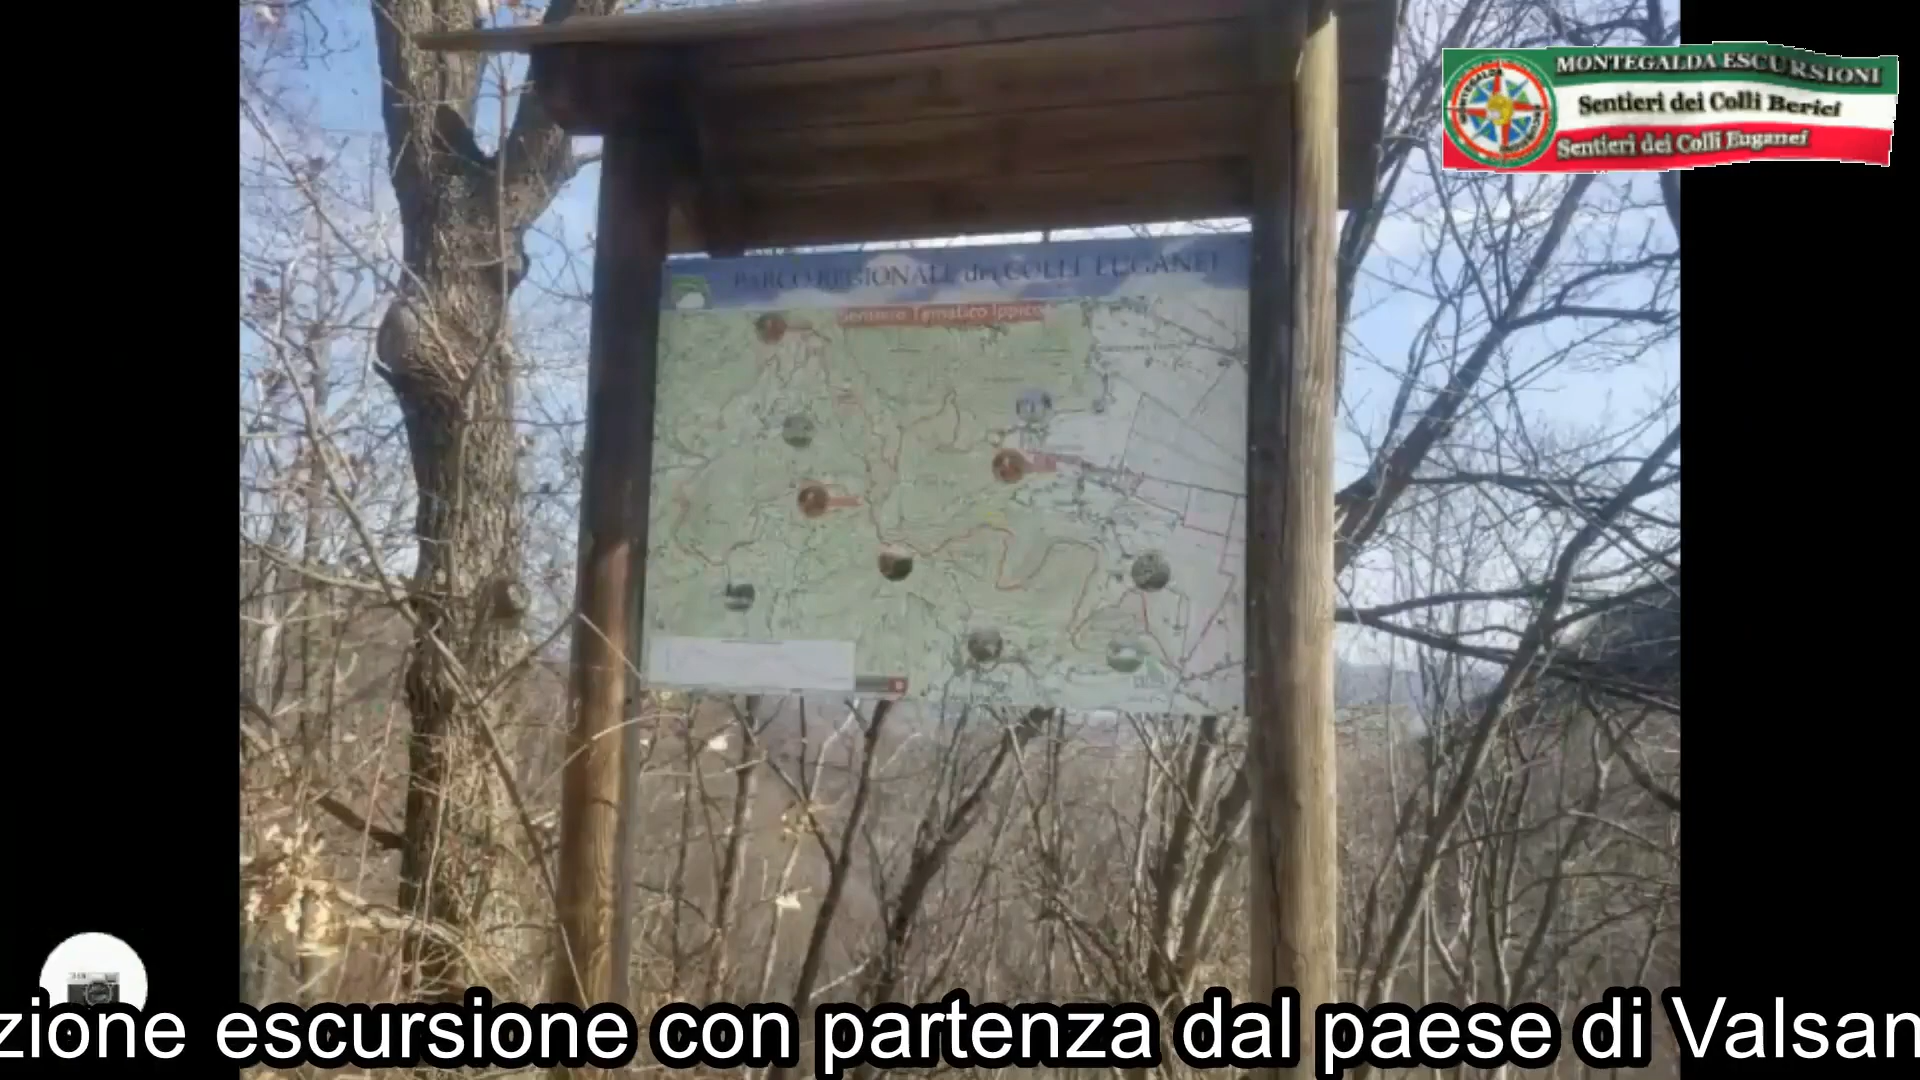 MONTEGALDA ESCURSIONI
Sentieri dei Colli Berici
Sentieri dei Colli Euganei
PARCO REGIONALE dei COLLI EUGANEI
Sentiero Tematico Ippico
zione escursione con partenza dal paese di Valsan